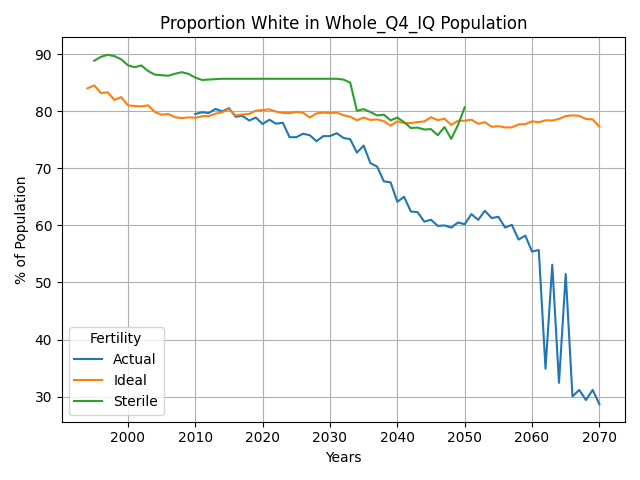 Proportion White in Whole_Q4_IQ Population
% of Population
90
80
70
60
50
40
30
Fertility
Actual
Ideal
Sterile
2000 2010 2020 2030 2040 2050 2060 2070
Years